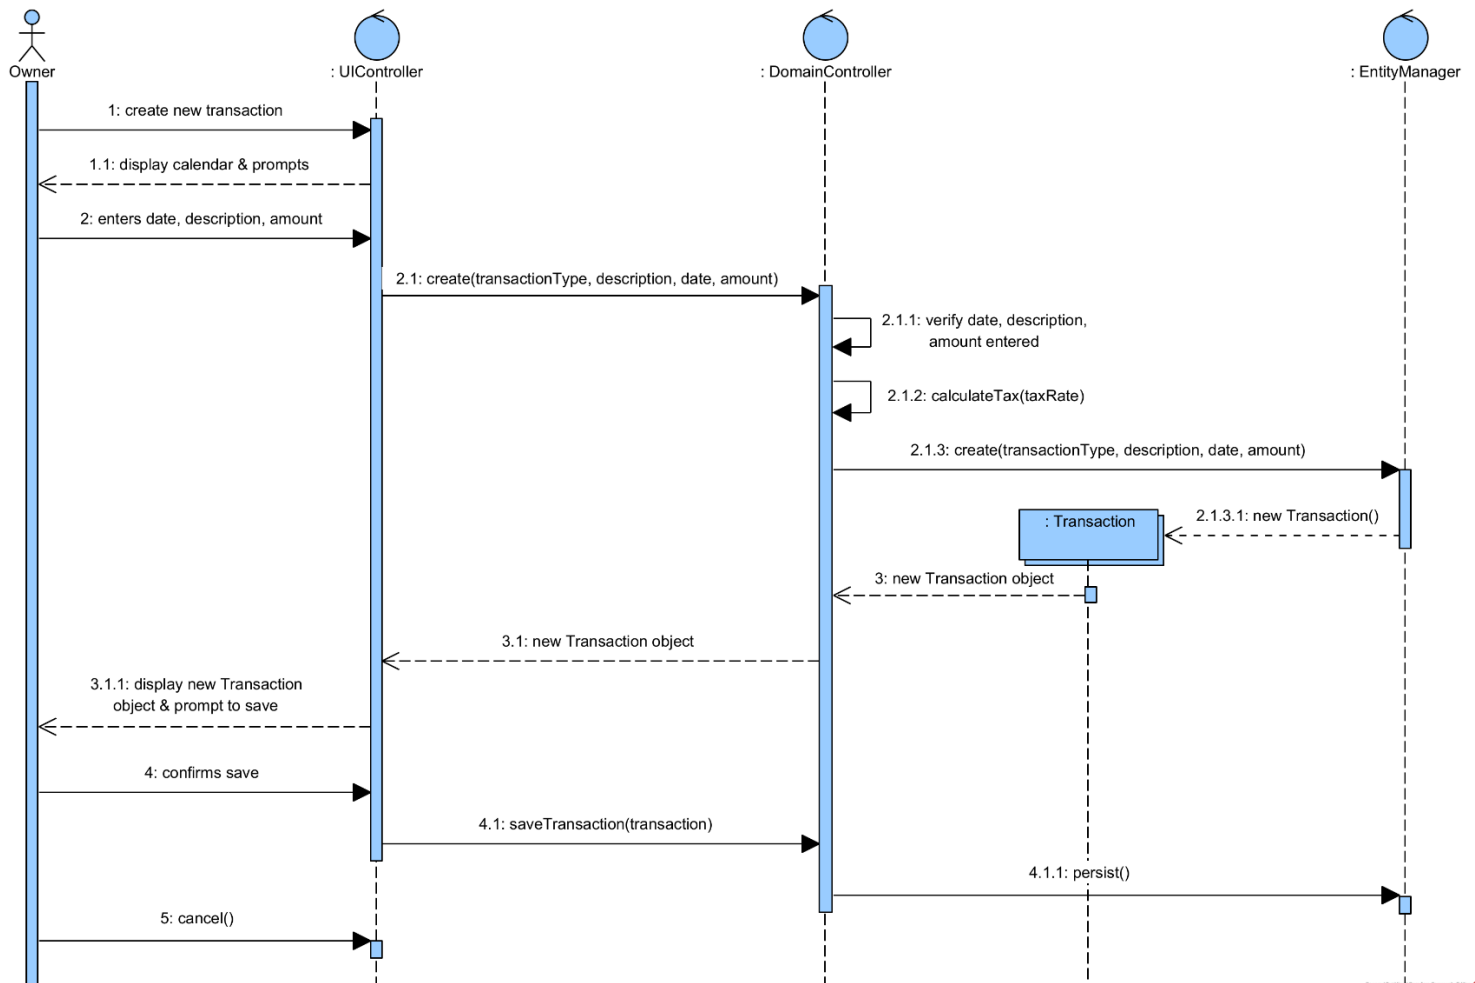 Owner
: UIController
: DomainController
: EntityManager
1: create new transaction
1.1: display calendar & prompts
2: enters date, description, amount
2.1: create(transactionType, description, date, amount)
2.1.1: verify date, description,
amount entered
2.1.2: calculateTax(taxRate)
2.1.3: create(transactionType, description, date, amount)
: Transaction
2.1.3.1: new Transaction()
3: new Transaction object
3.1: new Transaction object
3.1.1: display new Transaction
object & prompt to save
4: confirms save
4.1: saveTransaction(transaction)
4.1.1: persist()
5: cancel()